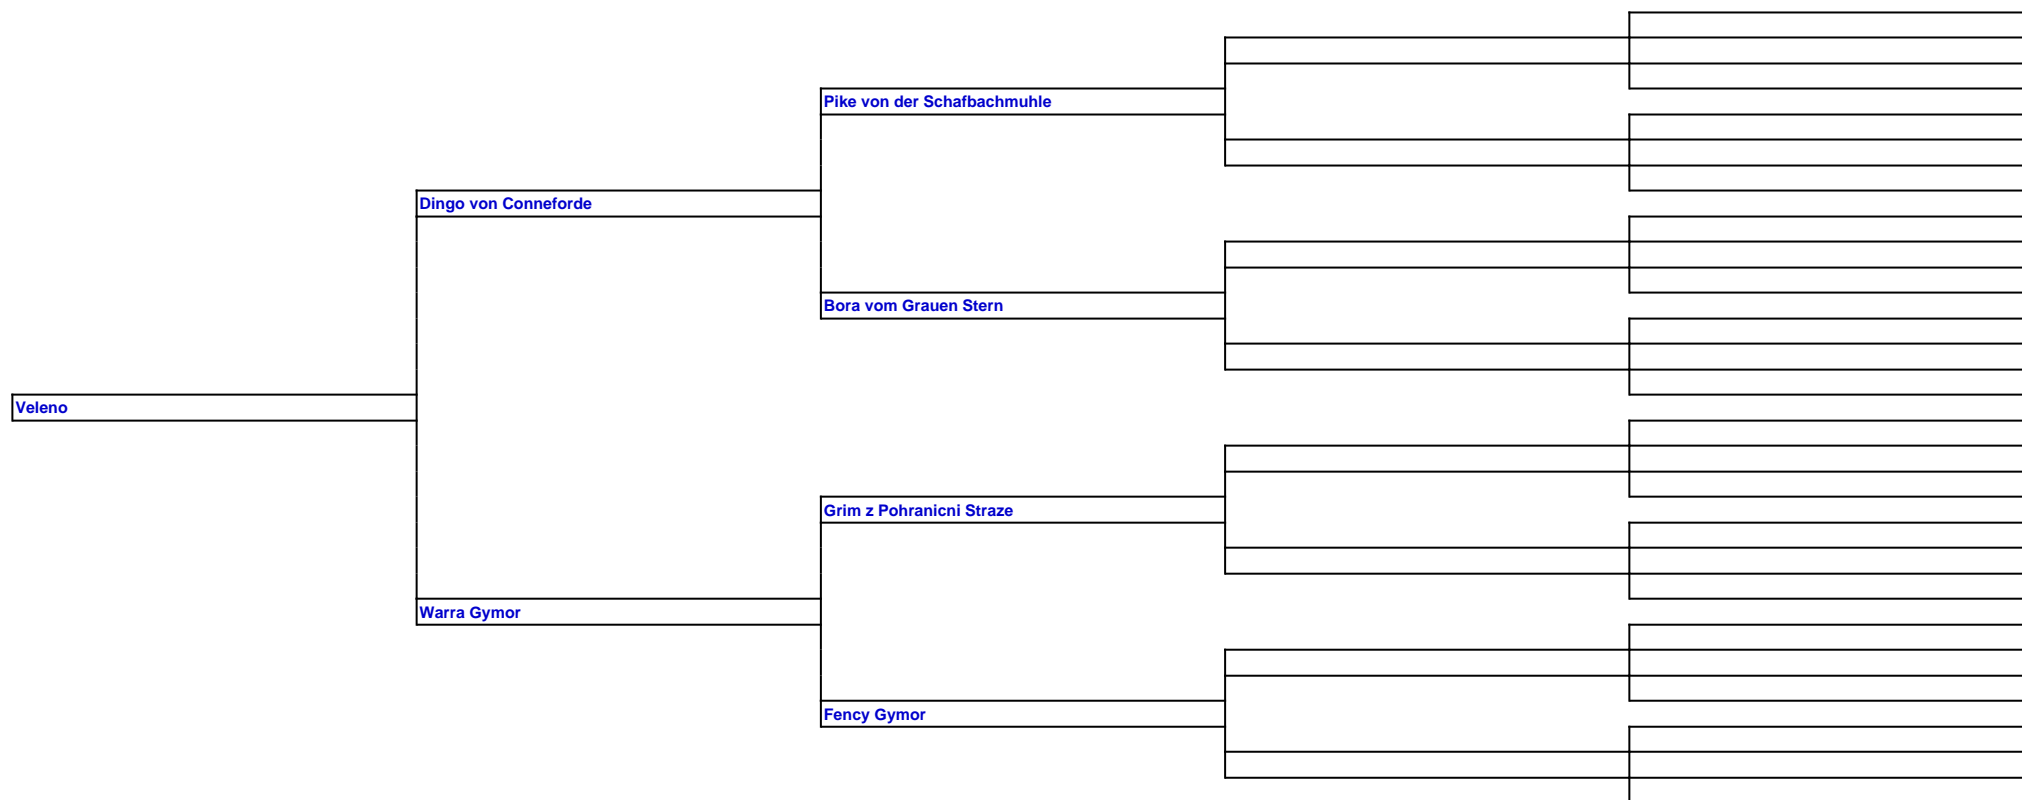 Pike von der Schafbachmuhle
Dingo von Conneforde
Bora vom Grauen Stern
Veleno
Grim z Pohranicni Straze
Warra Gymor
Fency Gymor